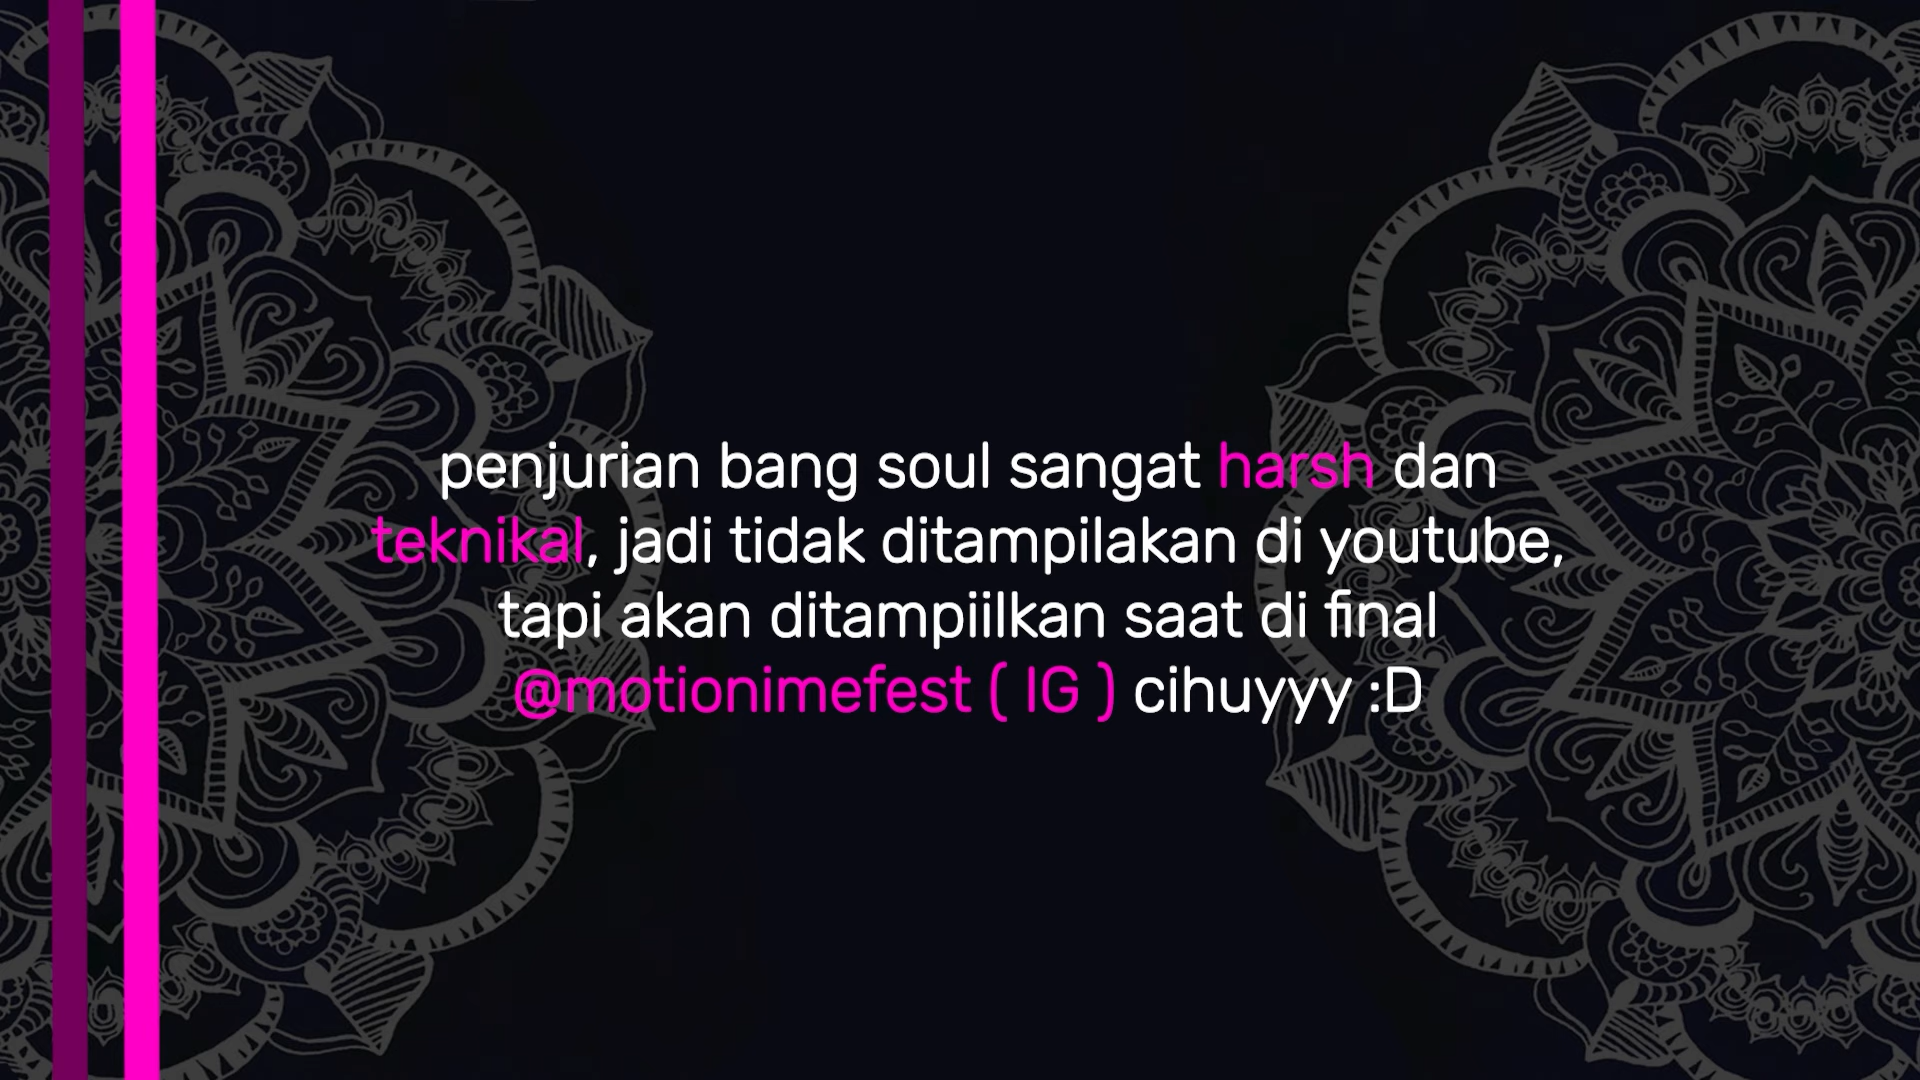 penjurian bang soul sangat harsh dan
teknikal, jadi tidak ditampilakan di youtube,
tapi akan ditampiilkan saat di final
@motionimefest ( IG ) cihuyyy :D